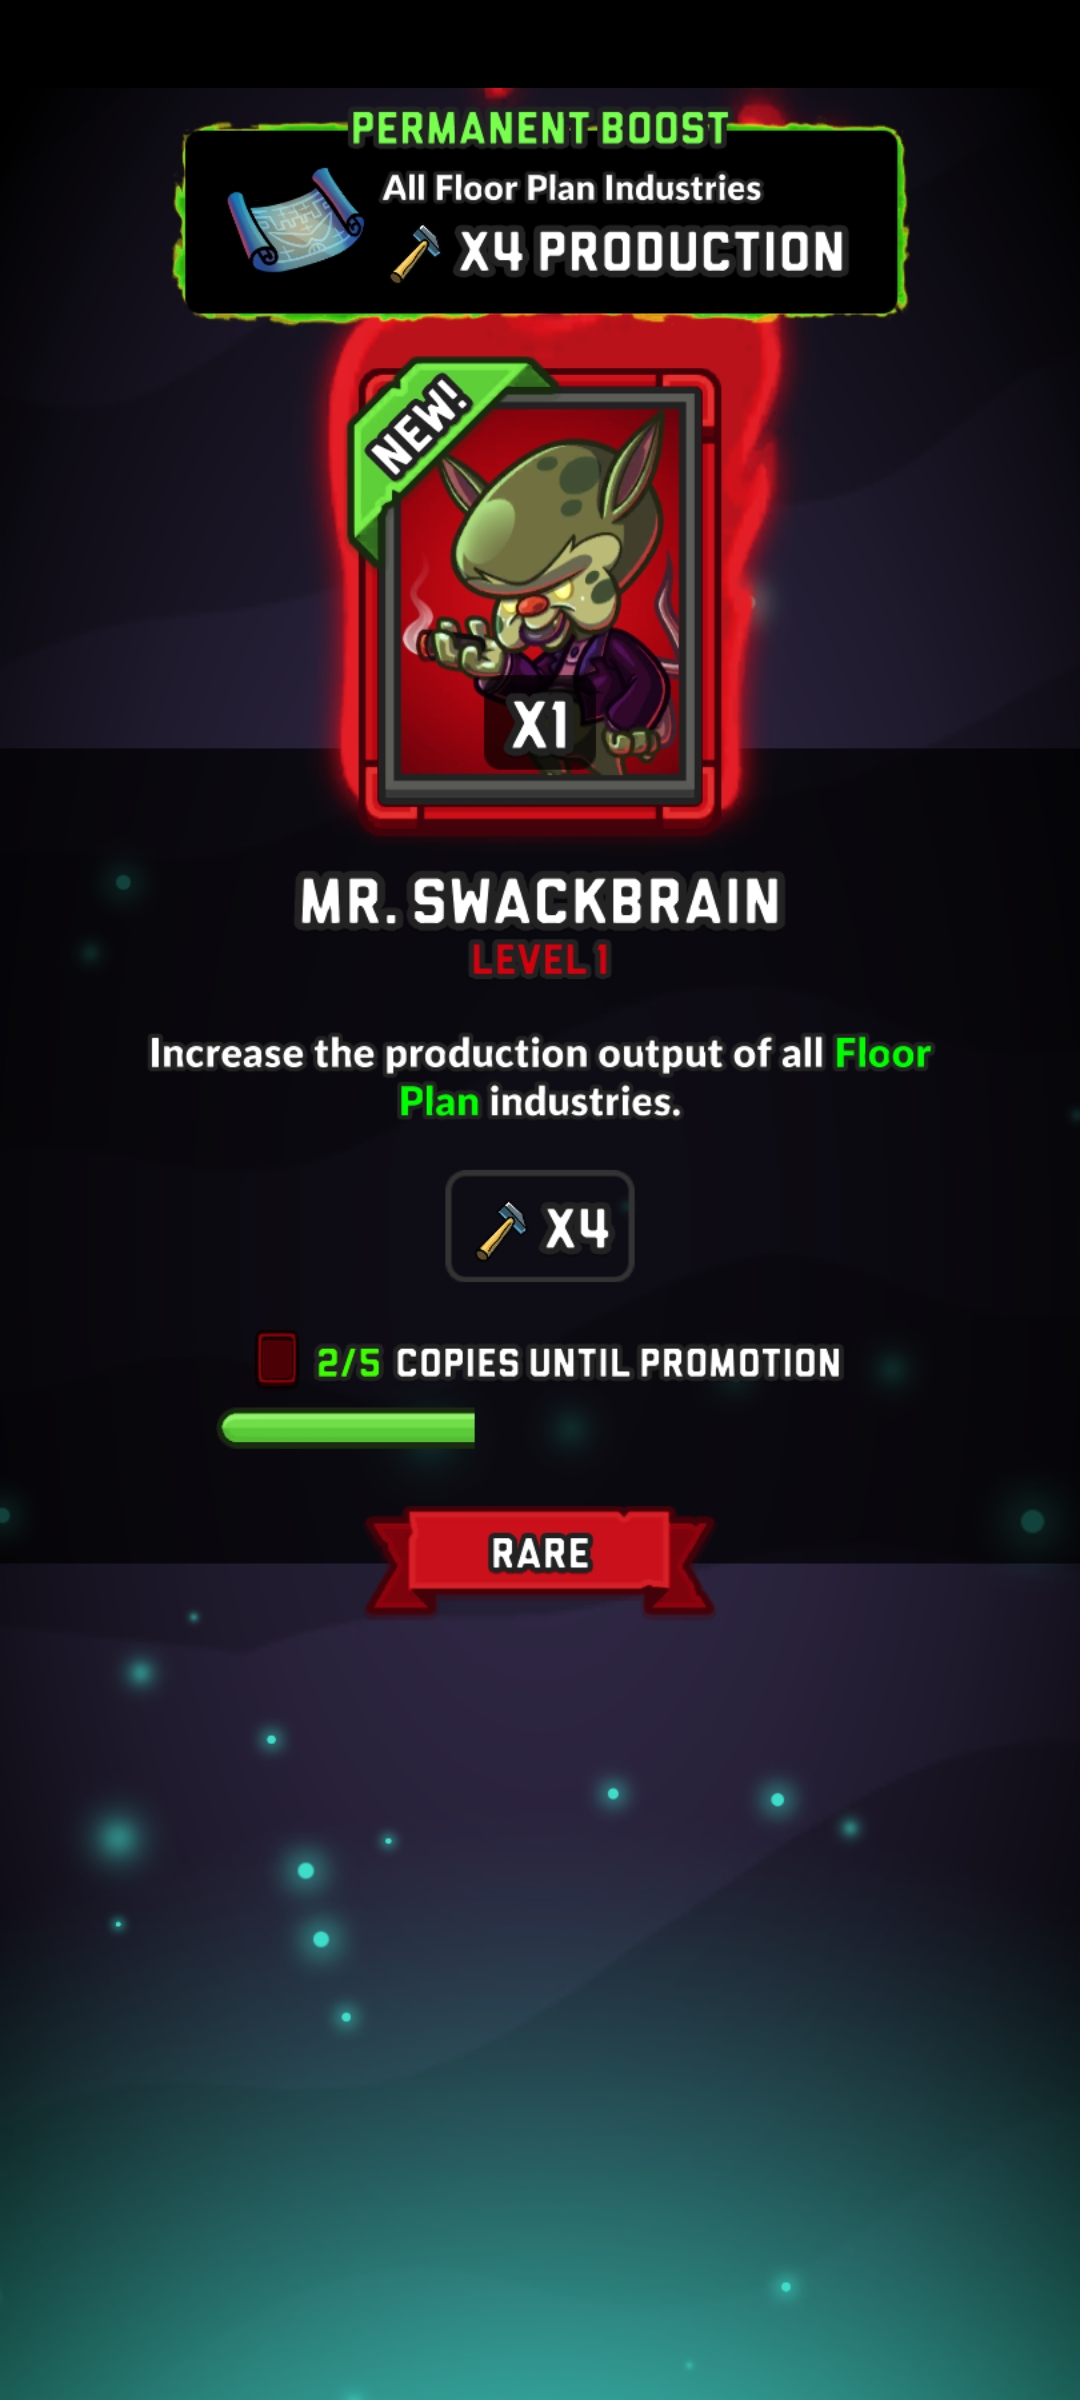 PERMANENT BOOST
All Floor Plan Industries
X4 PRODUCTION
NEW!
X1
MR. SWACKBRAIN
LEVEL 1
Increase the production output of all Floor
Plan industries.
X4
2/5 COPIES UNTIL PROMOTION
RARE